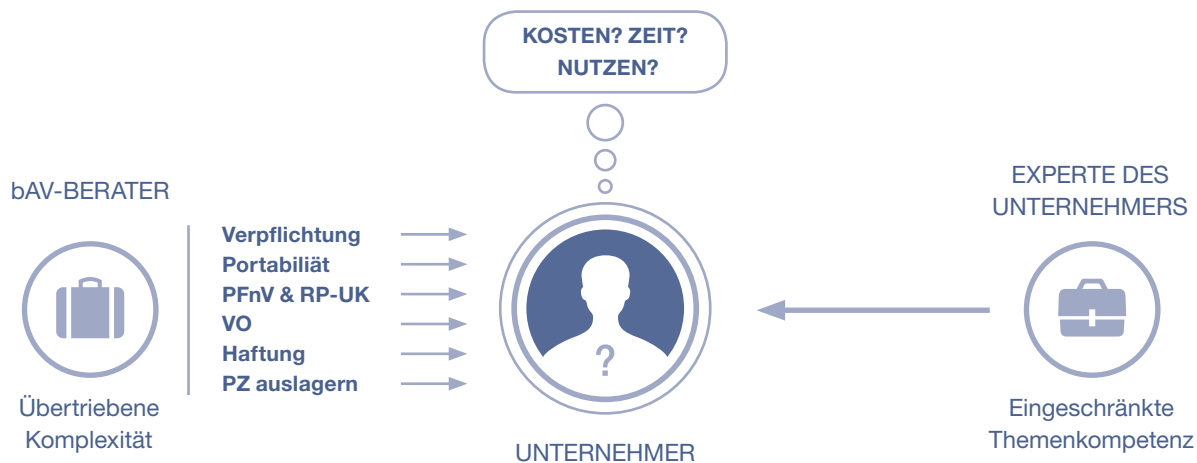 KOSTEN? ZEIT?
NUTZEN?
bAV-BERATER
Übertriebene
Komplexität
Verpflichtung
Portabiliät
PFnV & RP-UK
VO
Haftung
PZ auslagern
?
UNTERNEHMER
EXPERTE DES
UNTERNEHMERS
Eingeschränkte
Themenkompetenz